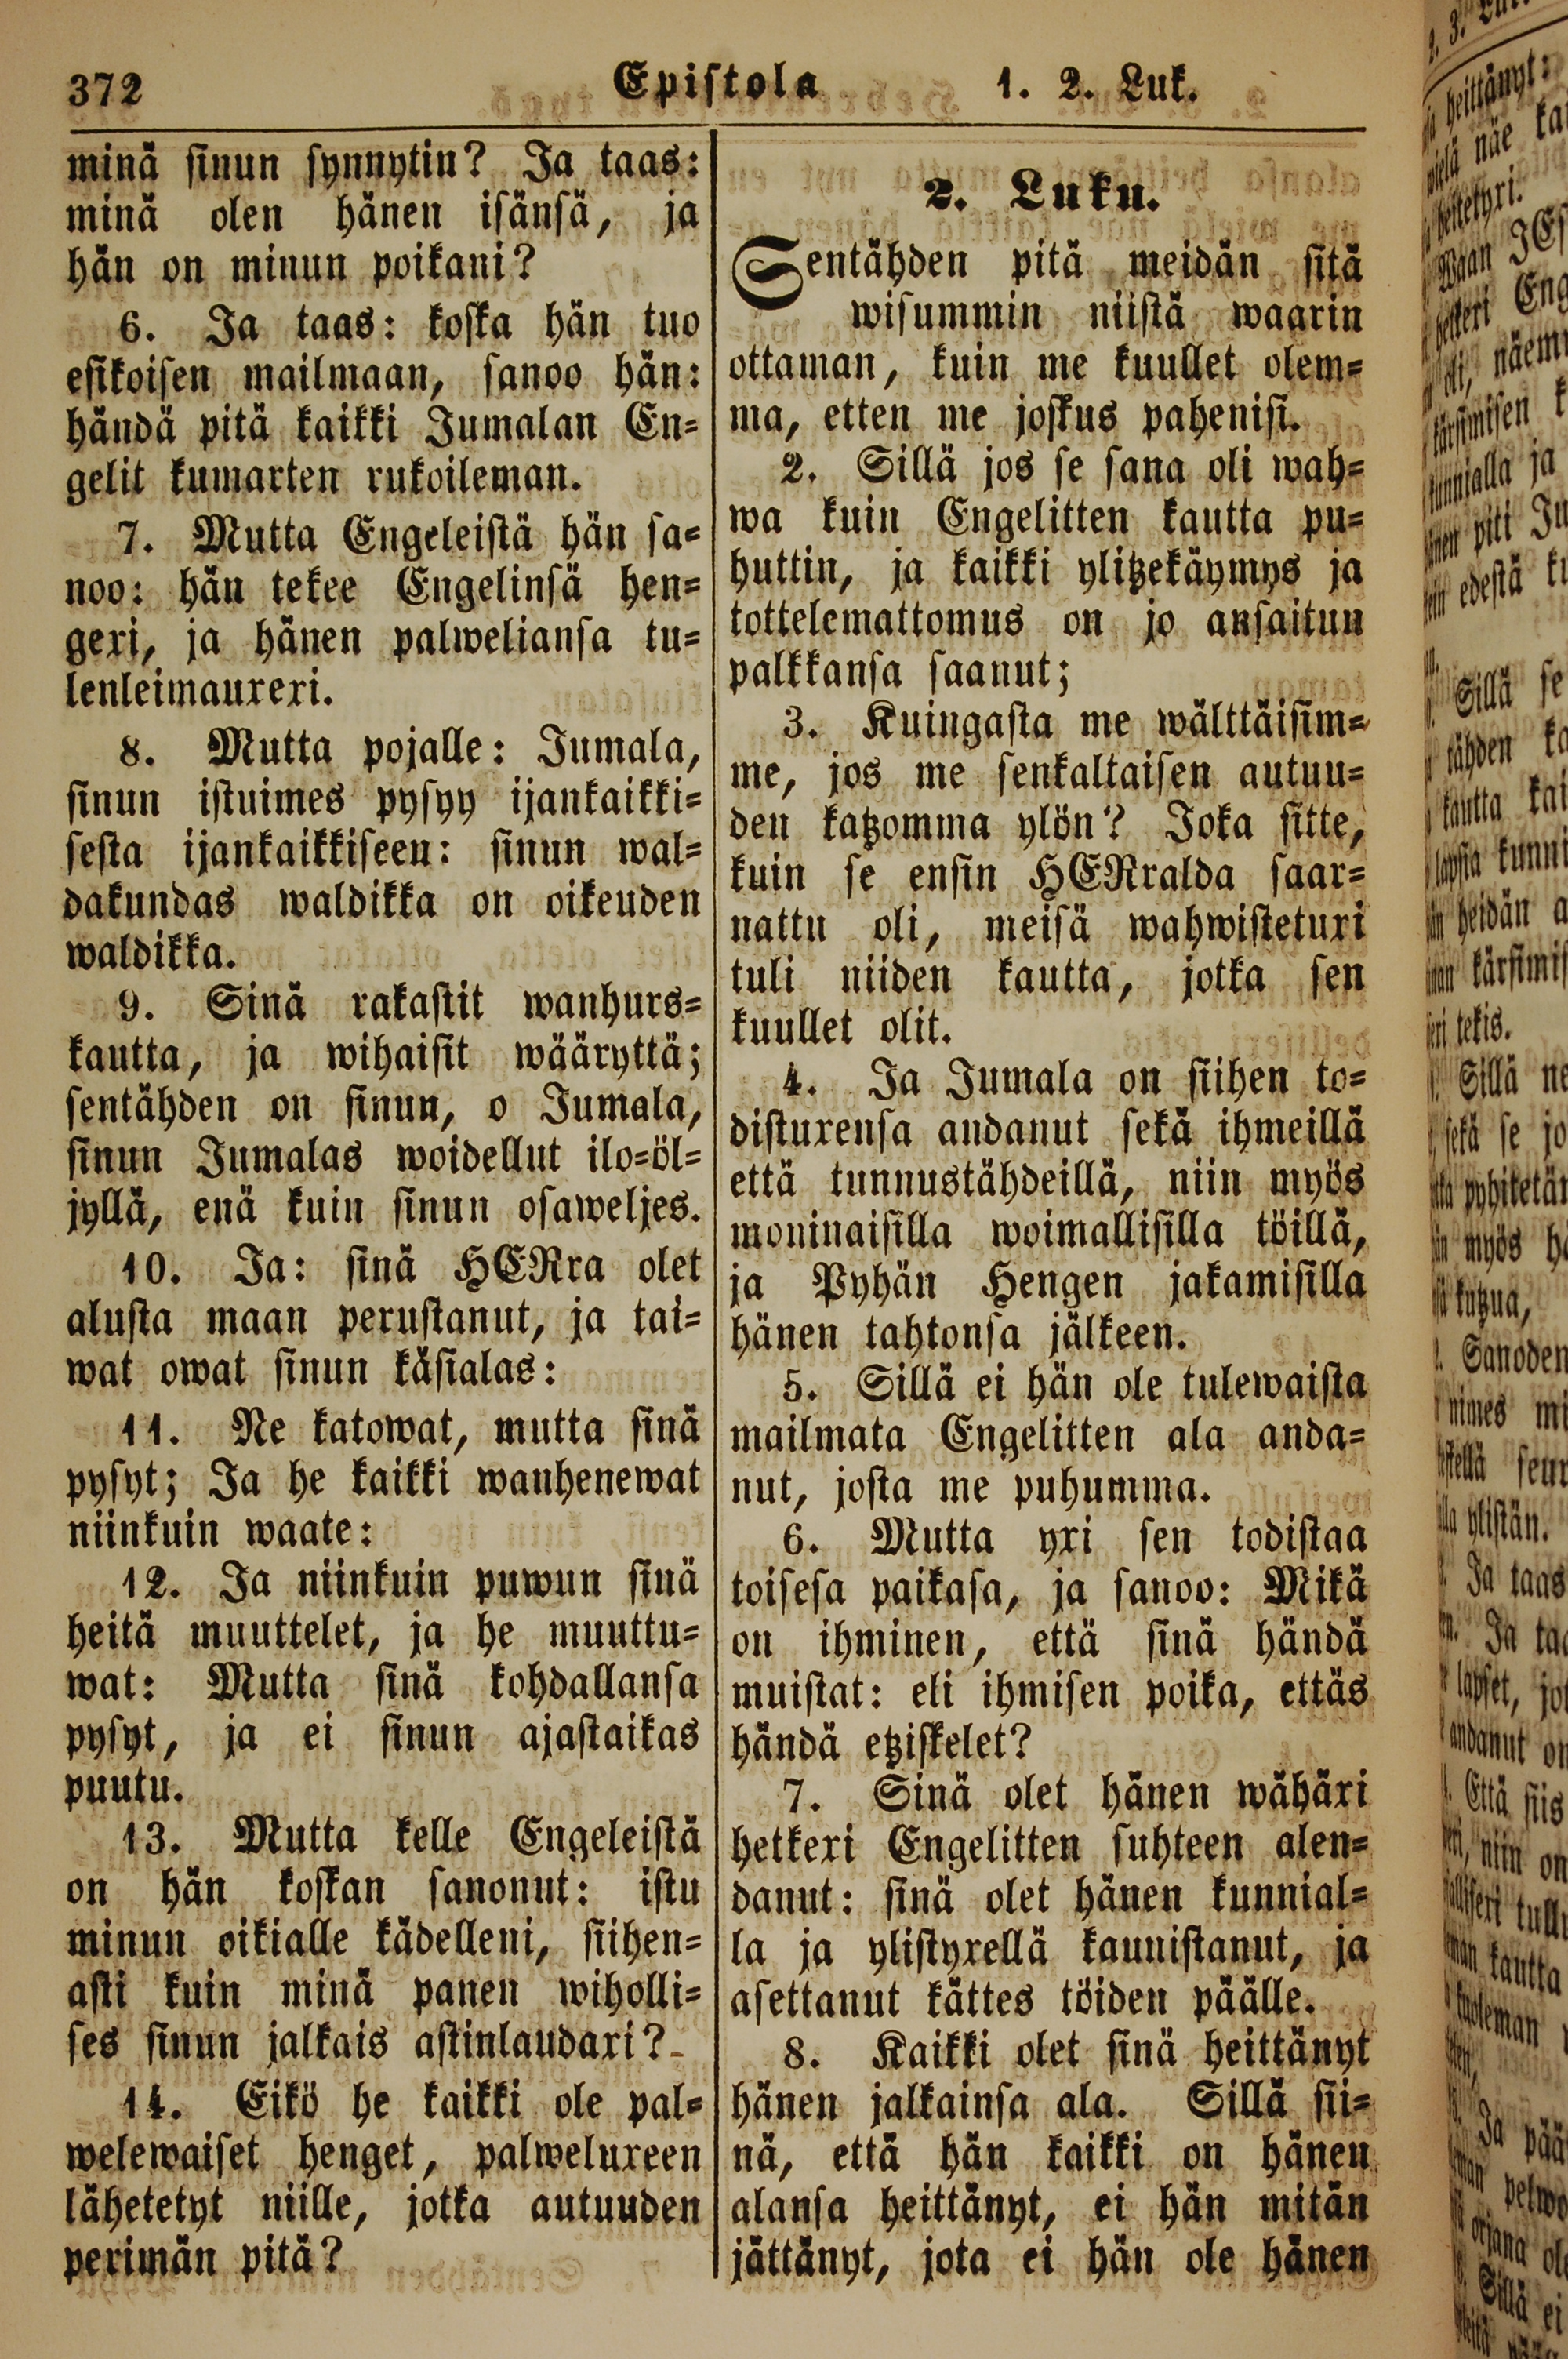 372
Epistola
1. 2. Luk.
minä sinun synnytin? Ja taas:
minä olen hänen isänsä, ja
hän on minun poikani?
6. Ja taas: koska hän tuo
esikoisen mailmaan, sanoo hän:
händä pitä kaikki Jumalan En-
gelit kumarten rukoileman.
7. Mutta Engeleistä hän sa-
noo: hän tekee Engelinsä hen-
gexi, ja hänen palweliansa tu-
lenleimauxexi.
8. Mutta pojalle: Jumala,
sinun istuimes pysyy ijankaikki-
sesta ijankaikkiseen: sinun wal-
dakundas waldikka on oikeuden
waldikka.
9. Sinä rakastit wanhurs-
kautta, ja wihaisit wääryttä;
sentähden on sinun, o Jumala,
sinun Jumalas woidellut ilo-öl-
jyllä, enä kuin sinun osaweljes.
10. Ja: sinä HERra olet
alusta maan perustanut, ja tai-
wat owat sinun käsialas:
11. Ne katowat, mutta sinä
pysyt; Ja he kaikki wanhenewat
niinkuin waate:
12. Ja niinkuin puwun sinä
heitä muuttelet, ja he muuttu-
wat: Mutta sinä kohdallansa
pysyt, ja ei sinun ajastaikas
puutu.
13. Mutta kelle Engeleistä
on hän koskan sanonut: istu
minun oikialle kädelleni, siihen-
asti kuin minä panen wiholli-
ses sinun jalkais astinlaudaxi?
14. Eikö he kaikki ole pal-
welewaiset henget, palweluxeen
lähetetyt niille, jotka autuuden
perimän pitä?
2. Luku.
Sentähden pitä meidän sitä
wisummin niistä waarin
ottaman, kuin me kuullet olem-
ma, etten me joskus pahenisi.
2. Sillä jos se sana oli wah-
wa kuin Engelitten kautta pu-
huttin, ja kaikki ylitzekäymys ja
tottelemattomus on jo ansaitun
palkkansa saanut;
3. Kuingasta me wälttäisim-
me, jos me senkaltaisen autuu-
den katzomma ylön? Joka sitte,
kuin se ensin HERralda saar-
nattu oli, meisä wahwistetuxi
tuli niiden kautta, jotka sen
kuullet olit.
4. Ja Jumala on siihen to-
distuxensa andanut sekä ihmeillä
että tunnustähdeillä, niin myös
moninaisilla woimallisilla töillä,
ja Pyhän Hengen jakamisilla
hänen tahtonsa jälkeen.
5. Sillä ei hän ole tulewaista
mailmata Engelitten ala anda-
nut, josta me puhumma.
6. Mutta yxi sen todistaa
toisesa paikasa, ja sanoo: Mikä
on ihminen, että sinä händä
muistat: eli ihmisen poika, ettäs
händä etziskelet?
7. Sinä olet hänen wähäxi
hetkexi Engelitten suhteen alen-
danut: sinä olet hänen kunnial-
la ja ylistyxellä kaunistanut, ja
asettanut kättes töiden päälle.
8. Kaikki olet sinä heittänyt
hänen jalkainsa ala. Sillä sii-
nä, että hän kaikki on hänen
alansa heittänyt, ei hän mitän
jättänyt, jota ei hän ole hänen